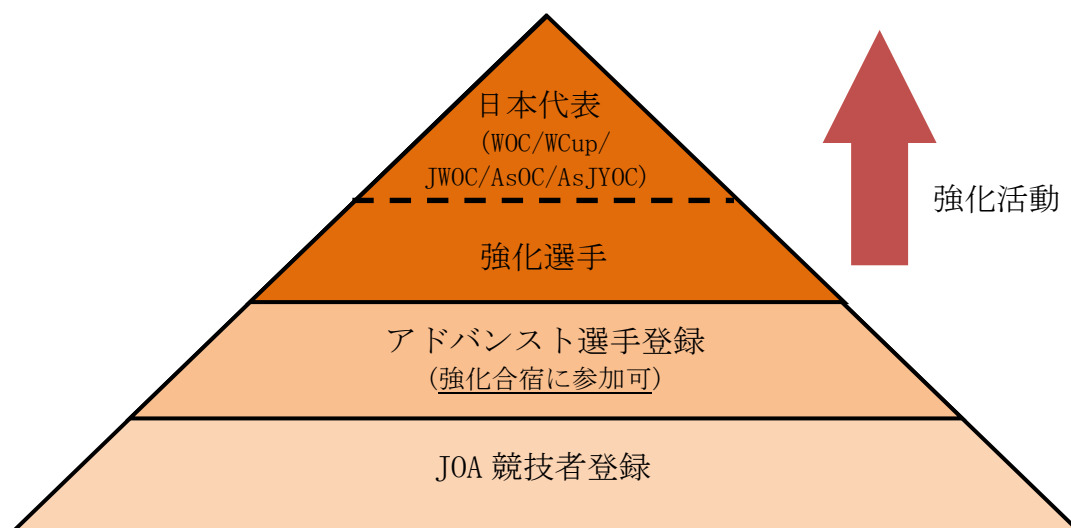 日本代表
(WOC/WCup/
JWOC/AsOC/AsJYOC)
強化活動
強化選手
アドバンスト選手登録
(強化合宿に参加可)
JOA 競技者登録